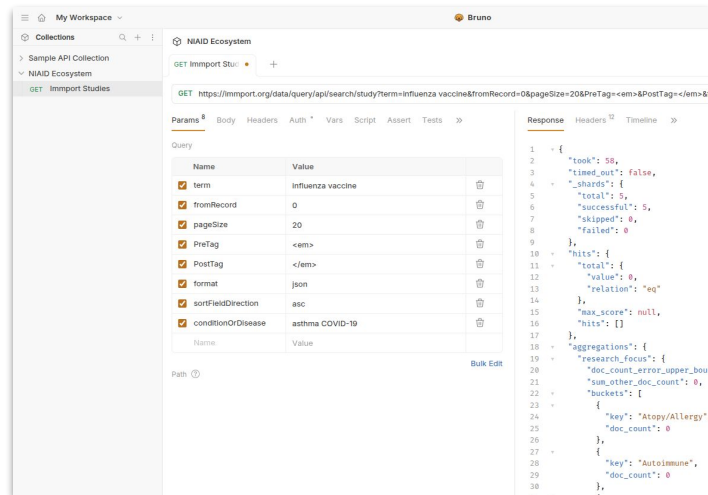 My Workspace
Bruno
Collections
Sample API Collection
NIAID Ecosystem
GET Immport Studies
NIAID Ecosystem
GET Immport Stud
GET https://immport.org/data/query/api/search/study?term=influenza vaccine&fromRecord=0&pageSize=20&PreTag=<em>&PostTag=</em>&
Params 8 Body Headers Auth Vars Script Assert Tests
Response Headers 12 Timeline
Query
Name Value
term influenza vaccine
fromRecord 0
pageSize 20
PreTag <em>
PostTag </em>
format json
sortFieldDirection asc
conditionOrDisease asthma COVID-19
Name Value
Bulk Edit
Path
1 {
2 "took": 58,
3 "timed_out": false,
4 "_shards": {
5 "total": 5,
6 "successful": 5,
7 "skipped": 0,
8 "failed": 0
9 },
10 "hits": {
11 "total": {
12 "value": 0,
13 "relation": "eq"
14 },
15 "max_score": null,
16 "hits": []
17 },
18 "aggregations": {
19 "research_focus": {
20 "doc_count_error_upper_bou
21 "sum_other_doc_count": 0,
22 "buckets": [
23 {
24 "key": "Atopy/Allergy"
25 "doc_count": 0
26 },
27 {
28 "key": "Autoimmune",
29 "doc_count": 0
30 },